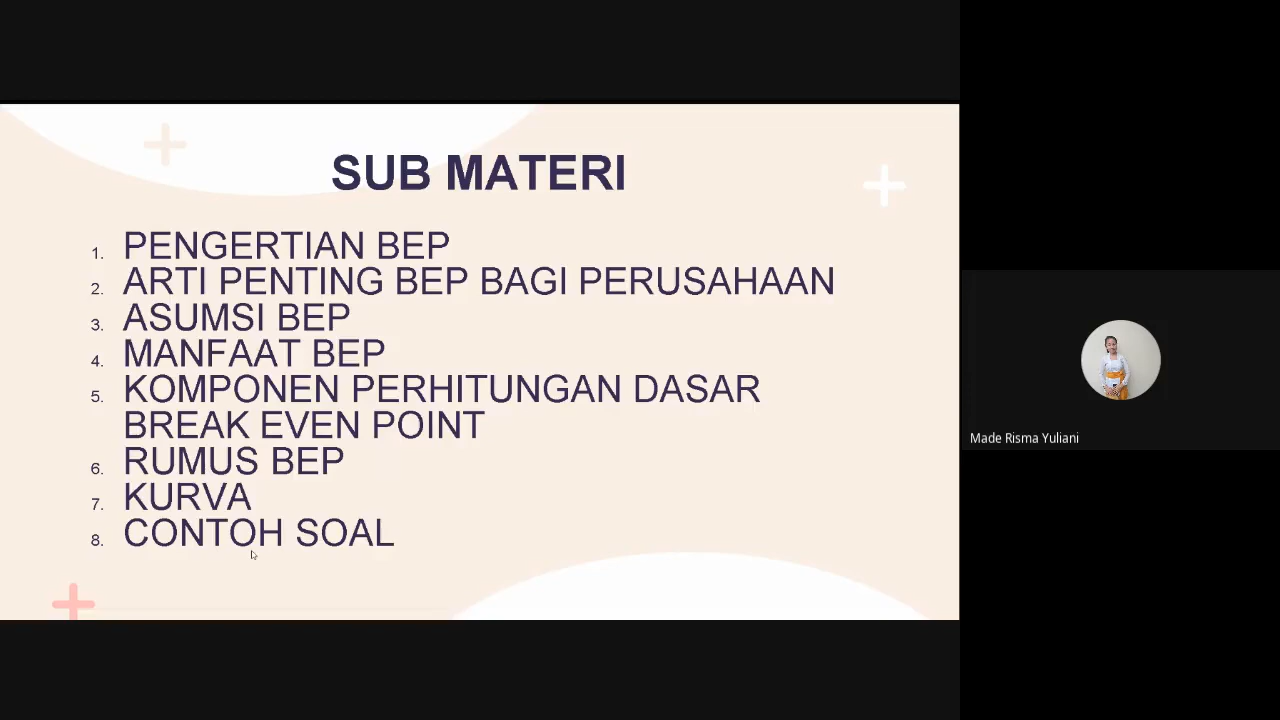 SUB MATERI
1. PENGERTIAN BEP
2. ARTI PENTING BEP BAGI PERUSAHAAN
3. ASUMSI BEP
4. MANFAAT BEP
5. KOMPONEN PERHITUNGAN DASAR
BREAK EVEN POINT
6. RUMUS BEP
7. KURVA
8. CONTOH SOAL
Made Risma Yuliani